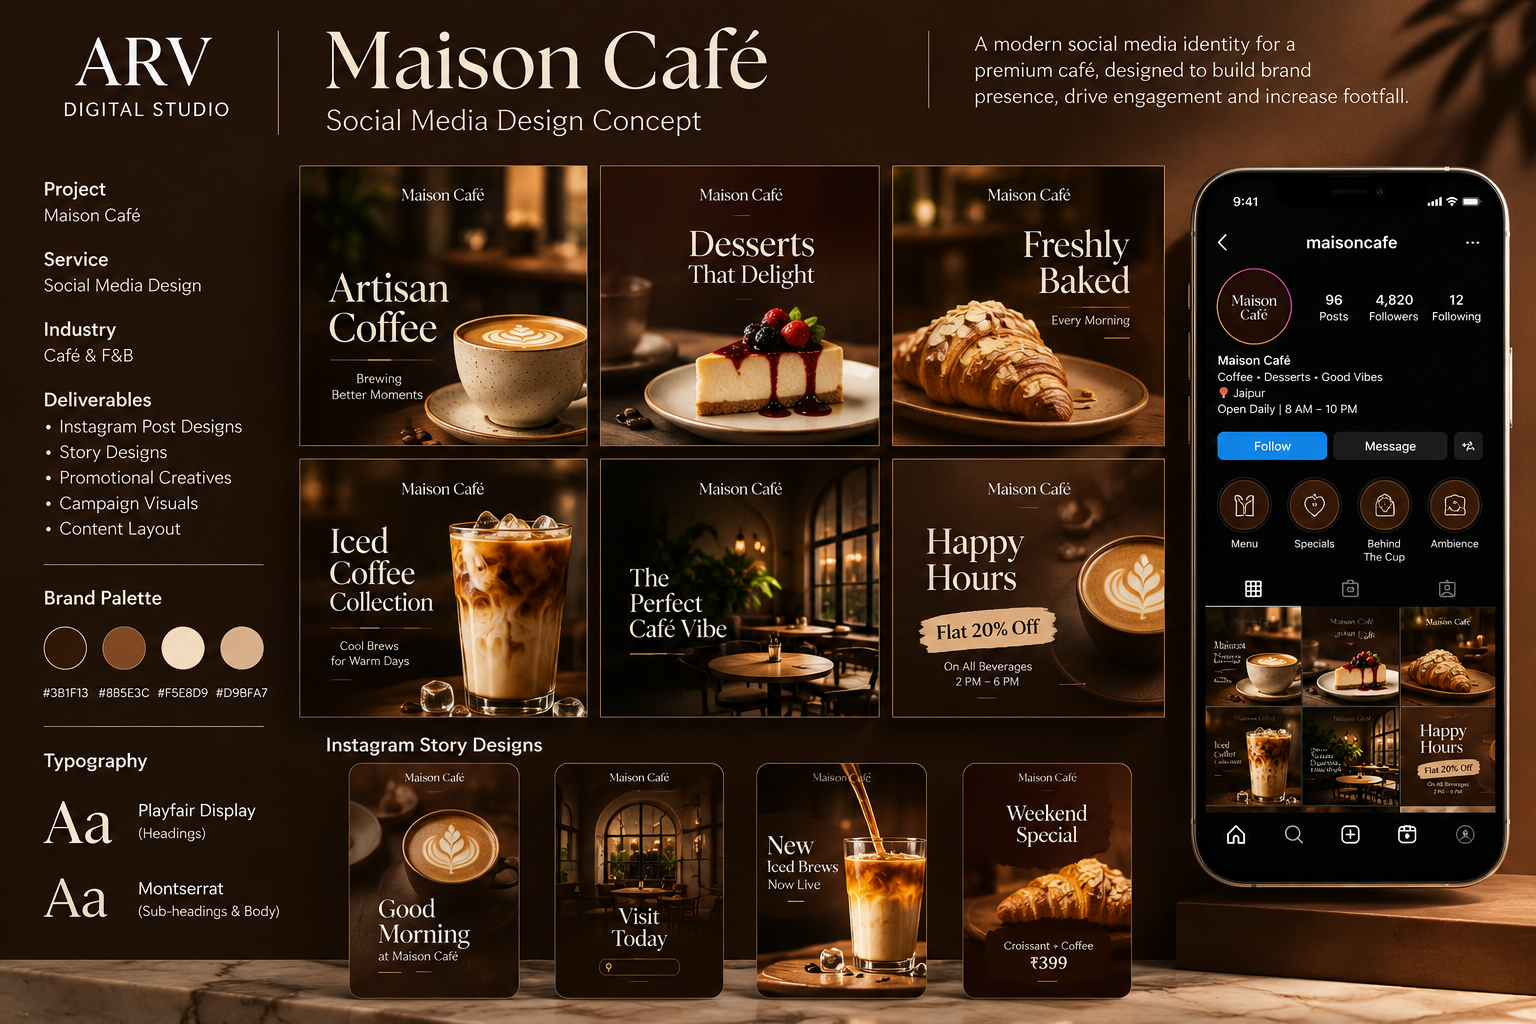 ARV
DIGITAL STUDIO
Maison Café
Social Media Design Concept
A modern social media identity for a
premium café, designed to build brand
presence, drive engagement and increase footfall.
Project
Maison Café
Service
Social Media Design
Industry
Café & F&B
Deliverables
• Instagram Post Designs
• Story Designs
• Promotional Creatives
• Campaign Visuals
• Content Layout
Brand Palette
#3B1F13 #8B5E3C #F5E8D9 #D9BFA7
Typography
Aa
Playfair Display
(Headings)
Aa
Montserrat
(Sub-headings & Body)
Maison Café
Artisan
Coffee
Brewing
Better Moments
Maison Café
Desserts
That Delight
Maison Café
Freshly
Baked
Every Morning
Maison Café
Iced
Coffee
Collection
Cool Brews
for Warm Days
Maison Café
The
Perfect
Café Vibe
Maison Café
Happy
Hours
Flat 20% Off
On All Beverages
2 PM – 6 PM
Instagram Story Designs
Maison Café
Good
Morning
at Maison Café
Maison Café
Visit
Today
Maison Café
New
Iced Brews
Now Live
Maison Café
Weekend
Special
Croissant + Coffee
₹399
9:41
maisoncafe
Maison
Café
96
Posts
4,820
Followers
12
Following
Maison Café
Coffee • Desserts • Good Vibes
Jaipur
Open Daily | 8 AM – 10 PM
Follow
Message
Menu
Specials
Behind
The Cup
Ambience
Maison Café
Iced
Happy
Hours
Flat 20% Off
On All Beverages